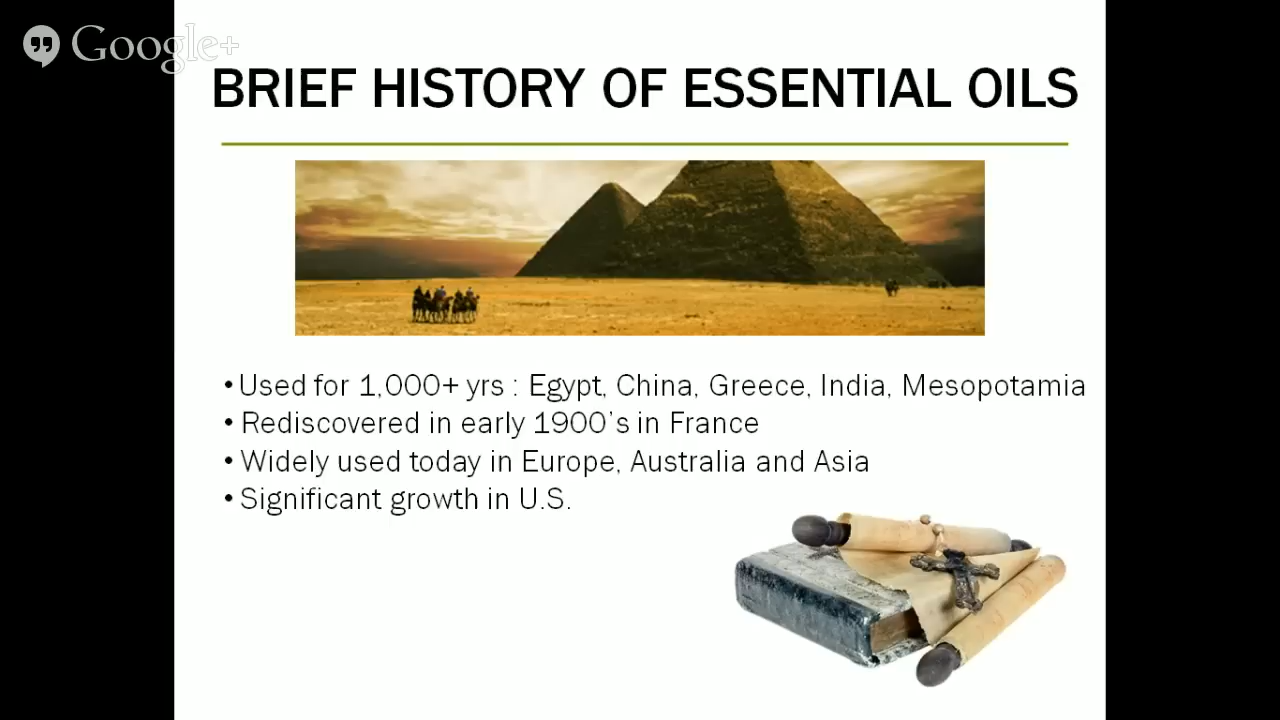 Google+
BRIEF HISTORY OF ESSENTIAL OILS
• Used for 1,000+ yrs : Egypt, China, Greece, India, Mesopotamia
• Rediscovered in early 1900's in France
• Widely used today in Europe, Australia and Asia
• Significant growth in U.S.